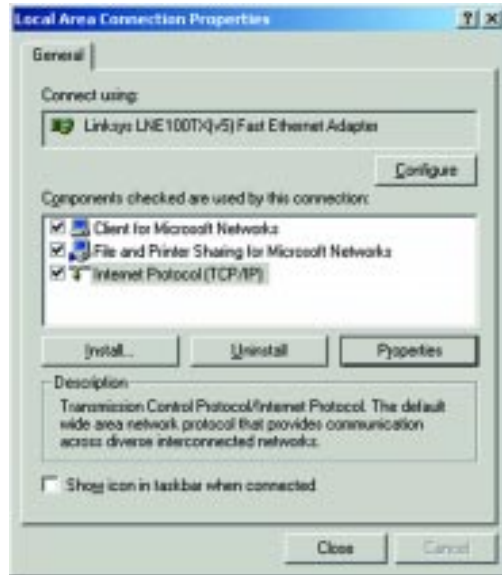 Local Area Connection Properties
General
Connect using:
Linksys LNE100TX(v5) Fast Ethernet Adapter
Configure
Components checked are used by this connection:
Client for Microsoft Networks
File and Printer Sharing for Microsoft Networks
Internet Protocol (TCP/IP)
Install...
Uninstall
Properties
Description
Transmission Control Protocol/Internet Protocol. The default
wide area network protocol that provides communication
across diverse interconnected networks.
Show icon in taskbar when connected
Close
Cancel